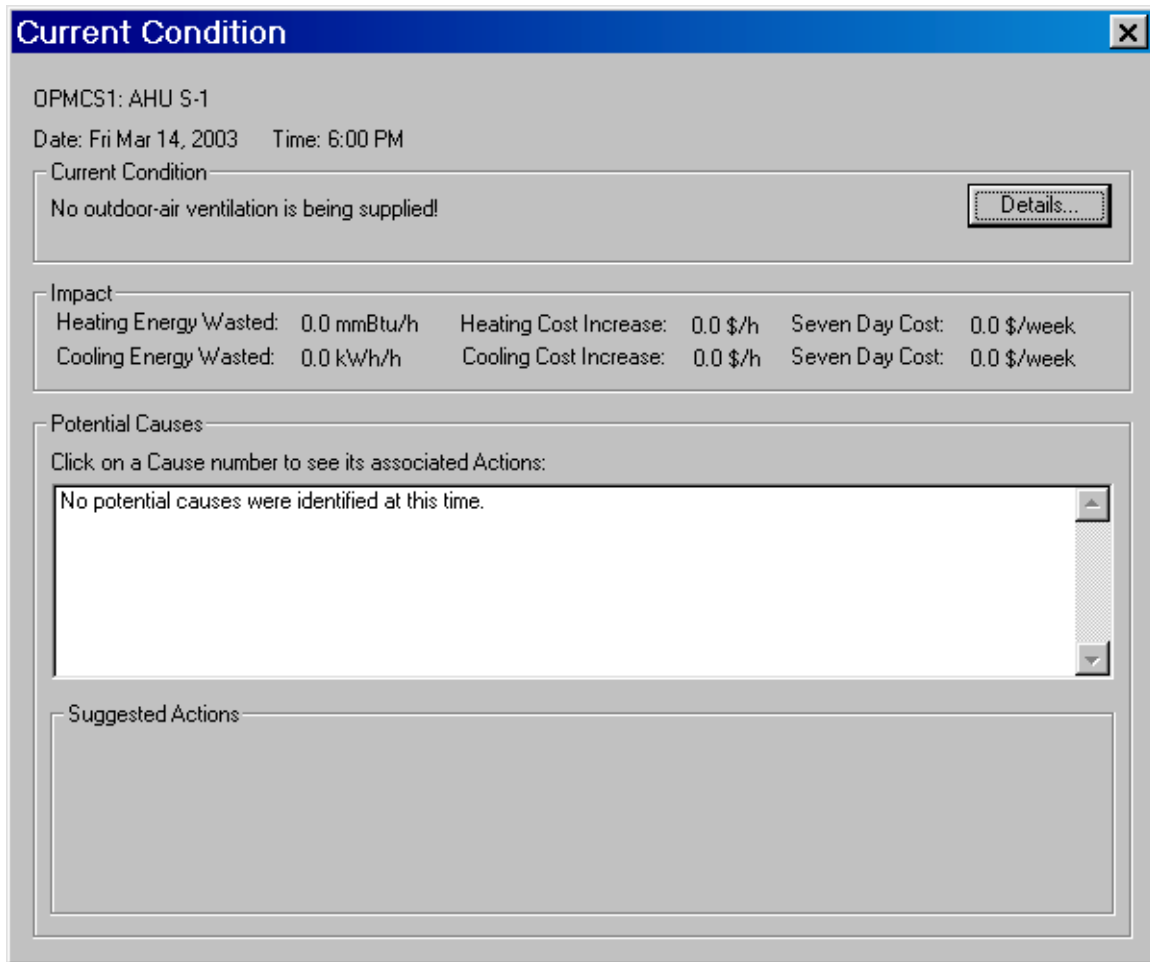 Current Condition
OPMCS1: AHU S-1
Date: Fri Mar 14, 2003 Time: 6:00 PM
Current Condition
No outdoor-air ventilation is being supplied!
Details...
Impact
Heating Energy Wasted: 0.0 mmBtu/h Heating Cost Increase: 0.0 $/h Seven Day Cost: 0.0 $/week
Cooling Energy Wasted: 0.0 kWh/h Cooling Cost Increase: 0.0 $/h Seven Day Cost: 0.0 $/week
Potential Causes
Click on a Cause number to see its associated Actions:
No potential causes were identified at this time.
Suggested Actions